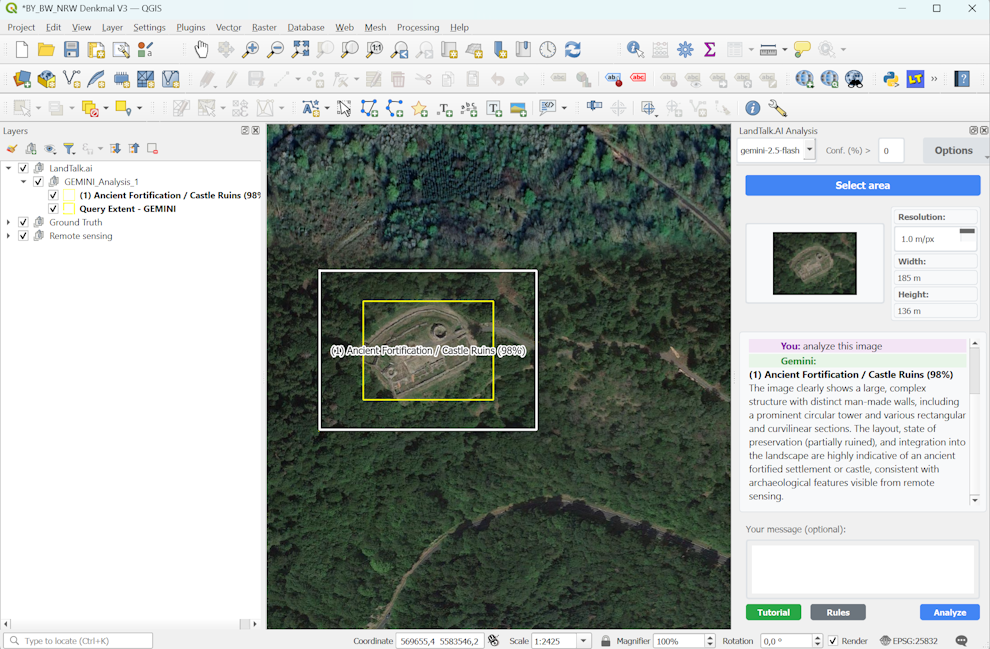 *BY_BW_NRW Denkmal V3 — QGIS
Project Edit View Layer Settings Plugins Vector Raster Database Web Mesh Processing Help
Layers
LandTalk.ai
GEMINI_Analysis_1
(1) Ancient Fortification / Castle Ruins (98%
Query Extent - GEMINI
Ground Truth
Remote sensing
(1) Ancient Fortification / Castle Ruins (98%)
LandTalk.AI Analysis
gemini-2.5-flash Conf. (%) > 0 Options
Select area
Resolution:
1.0 m/px
Width:
185 m
Height:
136 m
You: analyze this image
Gemini:
(1) Ancient Fortification / Castle Ruins (98%)
The image clearly shows a large, complex
structure with distinct man-made walls, including
a prominent circular tower and various rectangular
and curvilinear sections. The layout, state of
preservation (partially ruined), and integration into
the landscape are highly indicative of an ancient
fortified settlement or castle, consistent with
archaeological features visible from remote
sensing.
Your message (optional):
Tutorial Rules Analyze
Type to locate (Ctrl+K) Coordinate 569655,4 5583546,2 Scale 1:2425 Magnifier 100% Rotation 0,0 ° Render EPSG:25832